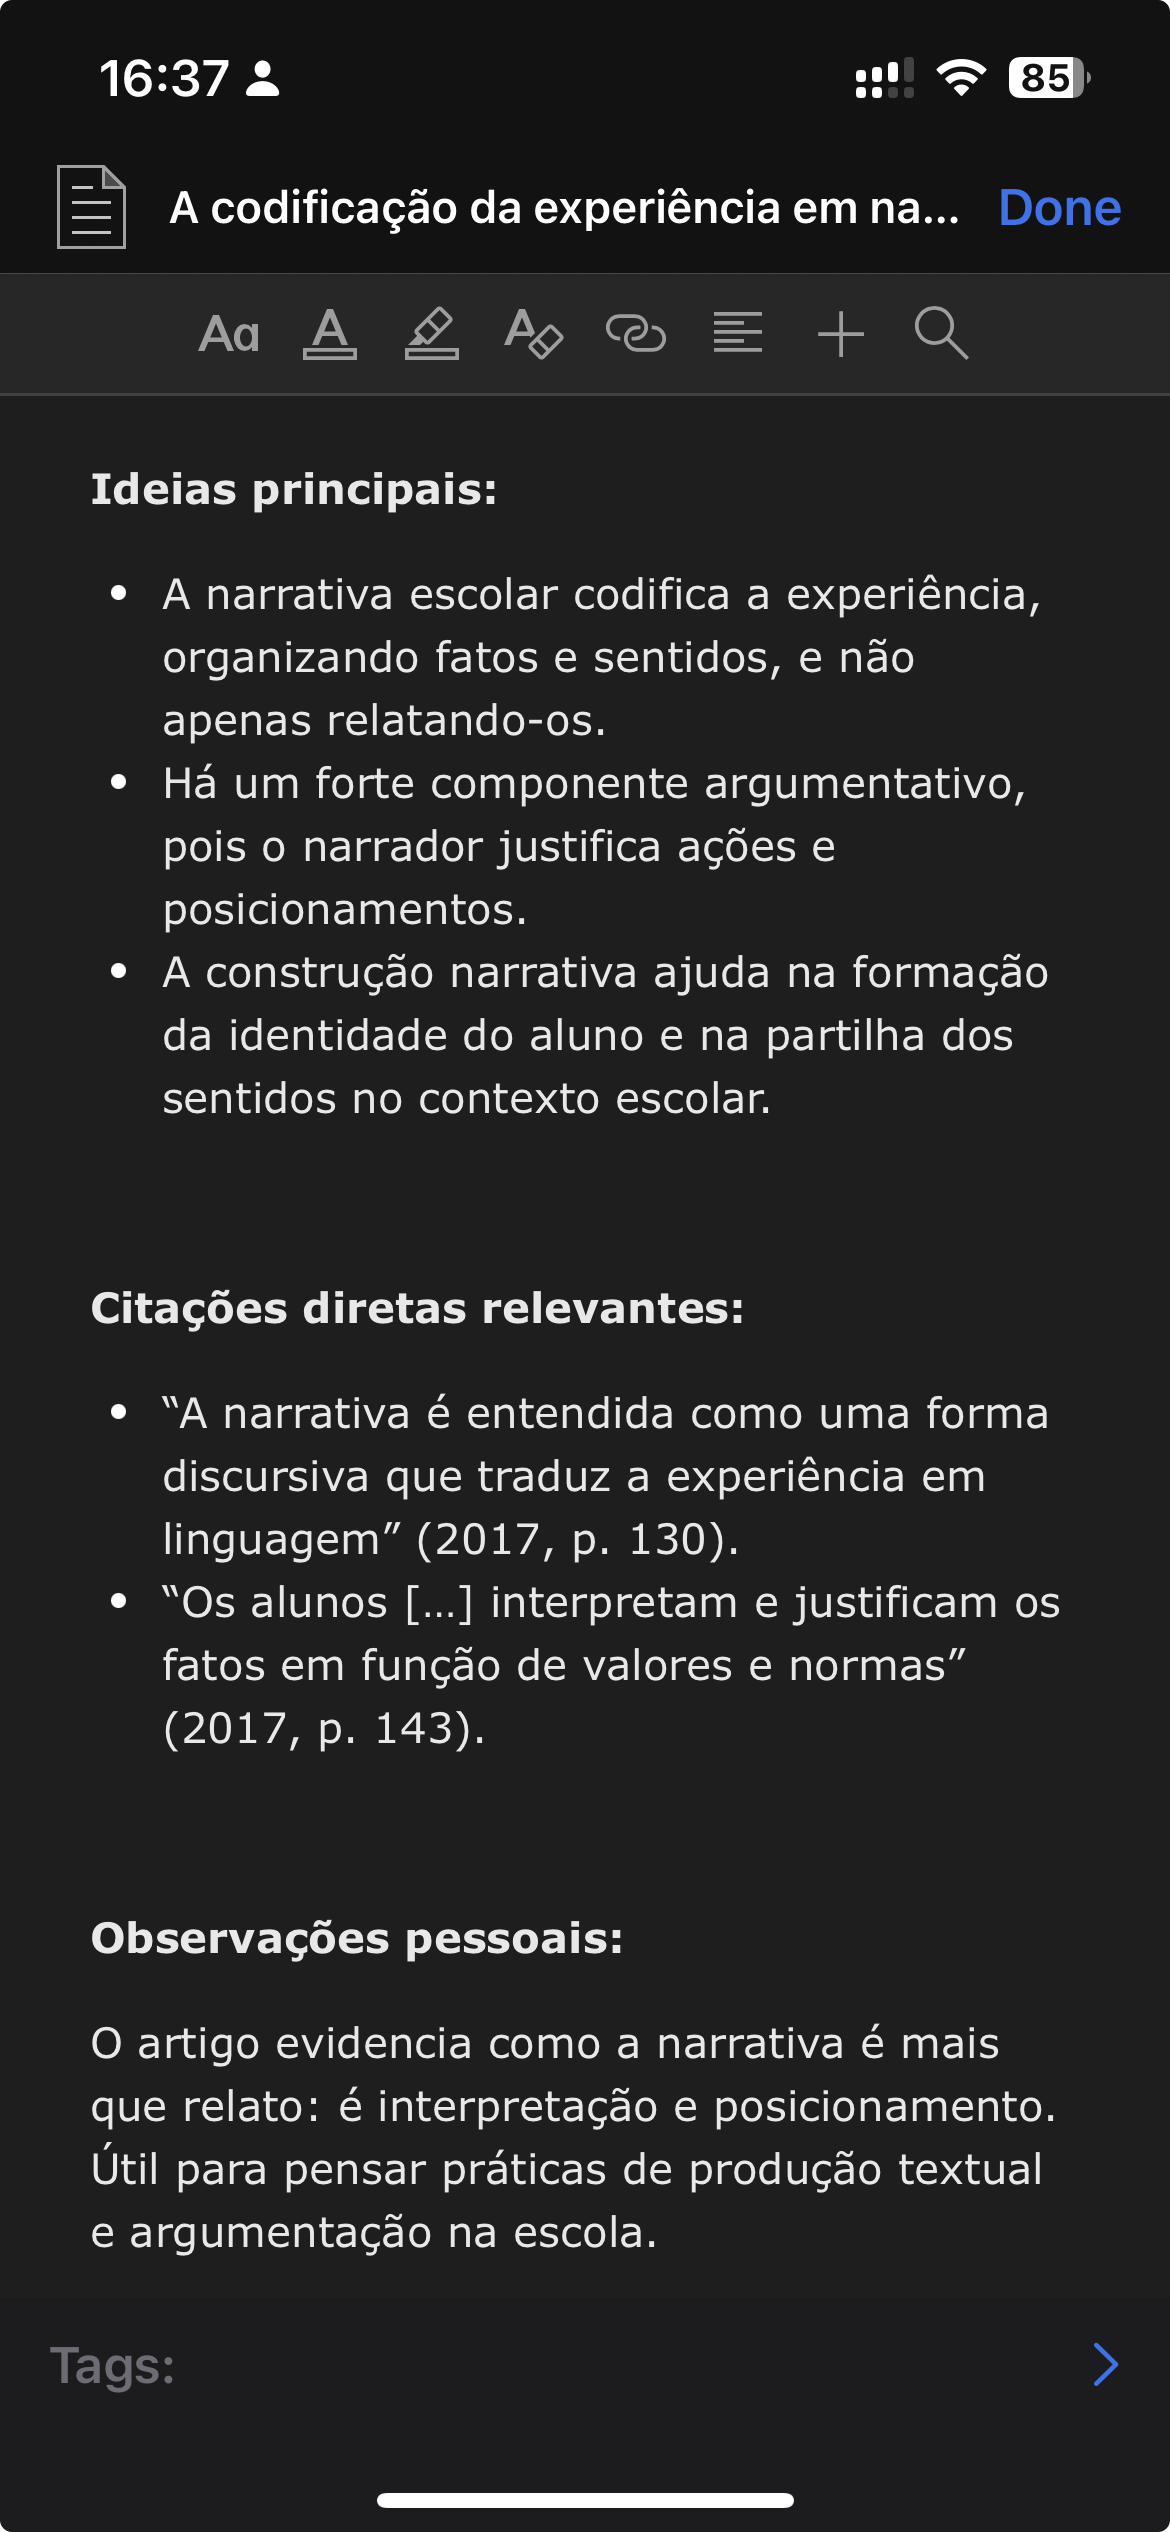 16:37
85
A codificação da experiência em na...
Done
Aa
A
A
Ideias principais:
• A narrativa escolar codifica a experiência,
organizando fatos e sentidos, e não
apenas relatando-os.
• Há um forte componente argumentativo,
pois o narrador justifica ações e
posicionamentos.
• A construção narrativa ajuda na formação
da identidade do aluno e na partilha dos
sentidos no contexto escolar.
Citações diretas relevantes:
• “A narrativa é entendida como uma forma
discursiva que traduz a experiência em
linguagem” (2017, p. 130).
• “Os alunos [...] interpretam e justificam os
fatos em função de valores e normas”
(2017, p. 143).
Observações pessoais:
O artigo evidencia como a narrativa é mais
que relato: é interpretação e posicionamento.
Útil para pensar práticas de produção textual
e argumentação na escola.
Tags: